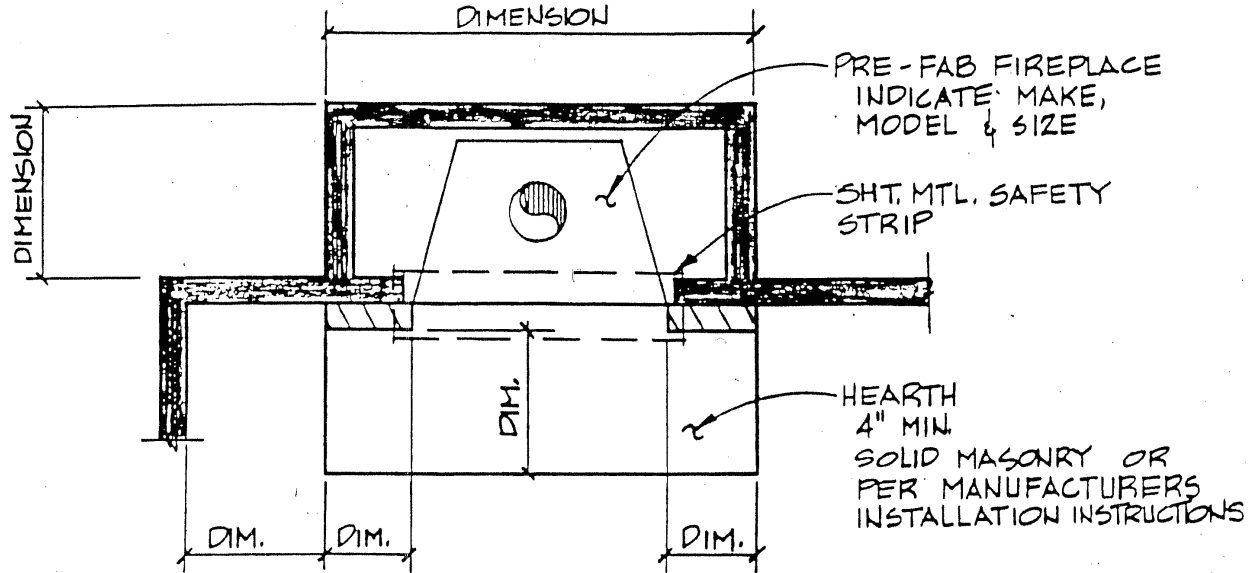 DIMENSION
PRE-FAB FIREPLACE
INDICATE MAKE,
MODEL & SIZE
DIMENSION
SHT. MTL. SAFETY
STRIP
DIM.
HEARTH
4" MIN.
SOLID MASONRY OR
PER MANUFACTURERS
INSTALLATION INSTRUCTIONS
DIM.
DIM.
DIM.